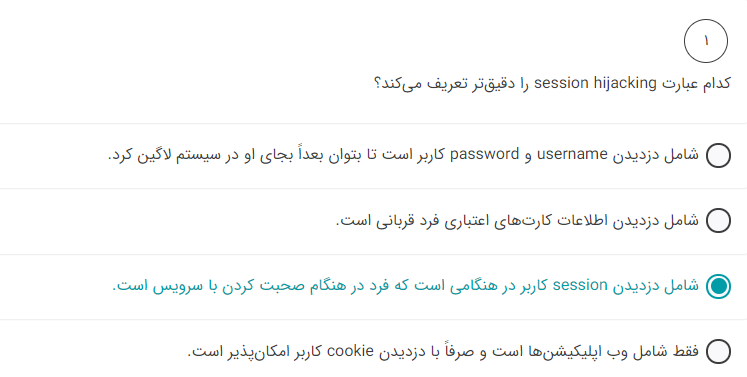 ۱
کدام عبارت session hijacking را دقیق‌تر تعریف می‌کند؟
شامل دزدیدن username و password کاربر است تا بتوان بعداً بجای او در سیستم لاگین کرد.
شامل دزدیدن اطلاعات کارت‌های اعتباری فرد قربانی است.
شامل دزدیدن session کاربر در هنگامی است که فرد در هنگام صحبت کردن با سرویس است.
فقط شامل وب اپلیکیشن‌ها است و صرفاً با دزدیدن cookie کاربر امکان‌پذیر است.